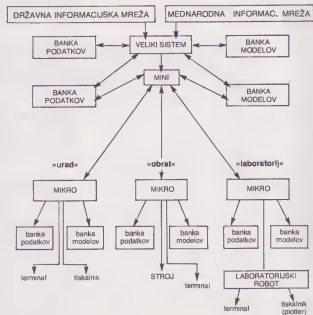 DRŽAVNA INFORMACIJSKA MREŽA
MEDNARODNA INFORMAC. MREŽA
BANKA
PODATKOV
VELIKI SISTEM
BANKA
MODELOV
MINI
BANKA
PODATKOV
BANKA
MODELOV
»urad«
»obrat«
»laboratorij«
MIKRO
MIKRO
MIKRO
banka
podatkov
banka
modelov
banka
podatkov
banka
modelov
banka
podatkov
banka
modelov
terminal
tiskalnik
STROJ
terminal
LABORATORIJSKI
ROBOT
terminal
tiskalnik
(plotter)